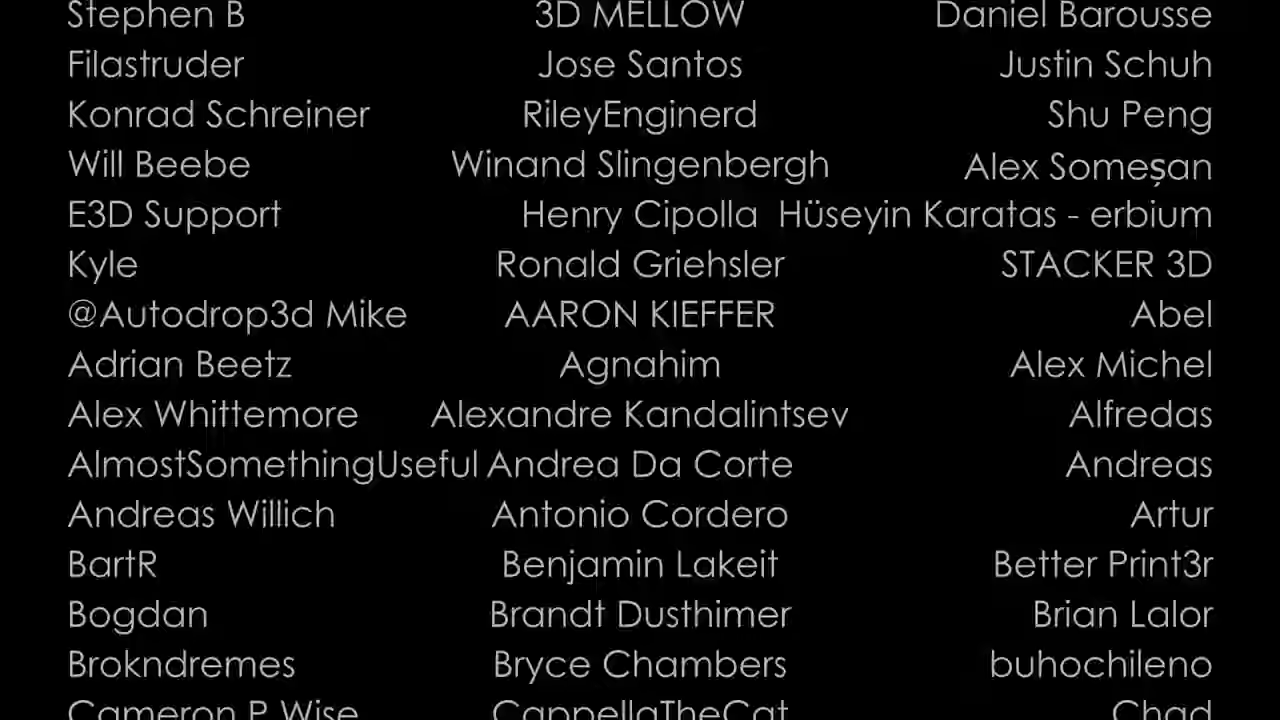 Stephen B 3D MELLOW Daniel Barousse
Filastruder Jose Santos Justin Schuh
Konrad Schreiner RileyEnginerd Shu Peng
Will Beebe Winand Slingenbergh Alex Someșan
E3D Support Henry Cipolla Hüseyin Karatas - erbium
Kyle Ronald Griehsler STACKER 3D
@Autodrop3d Mike AARON KIEFFER Abel
Adrian Beetz Agnahim Alex Michel
Alex Whittemore Alexandre Kandalintsev Alfredas
AlmostSomethingUseful Andrea Da Corte Andreas
Andreas Willich Antonio Cordero Artur
BartR Benjamin Lakeit Better Print3r
Bogdan Brandt Dusthimer Brian Lalor
Brokndremes Bryce Chambers buhochileno
Cameron P Wise CappellaTheCat Chad